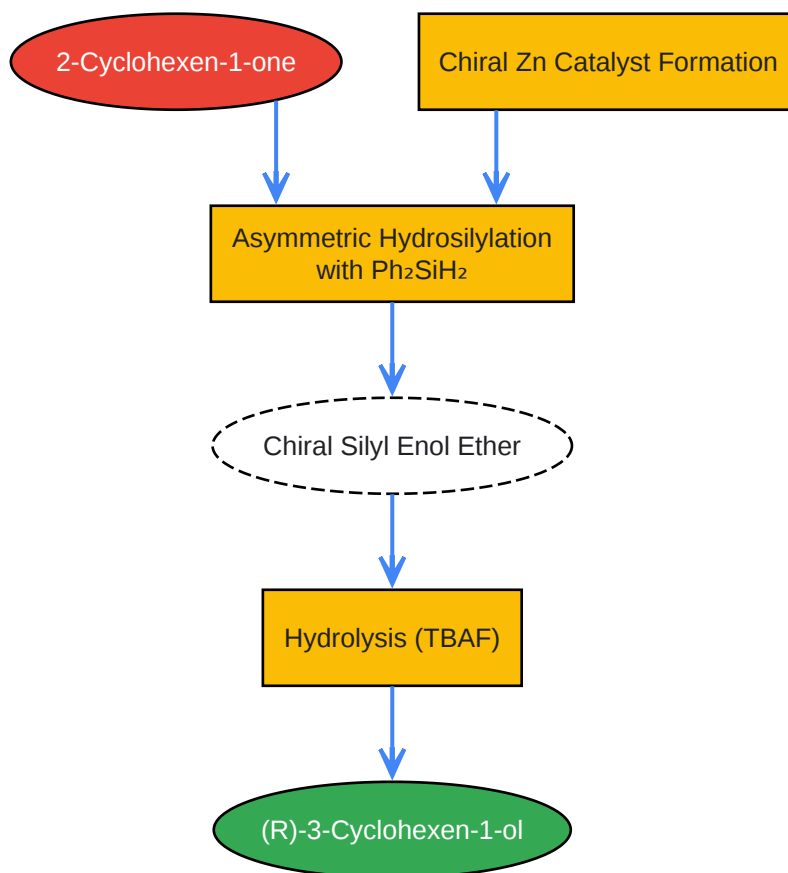 2-Cyclohexen-1-one
Chiral Zn Catalyst Formation
Asymmetric Hydrosilylation
with Ph₂SiH₂
Chiral Silyl Enol Ether
Hydrolysis (TBAF)
(R)-3-Cyclohexen-1-ol